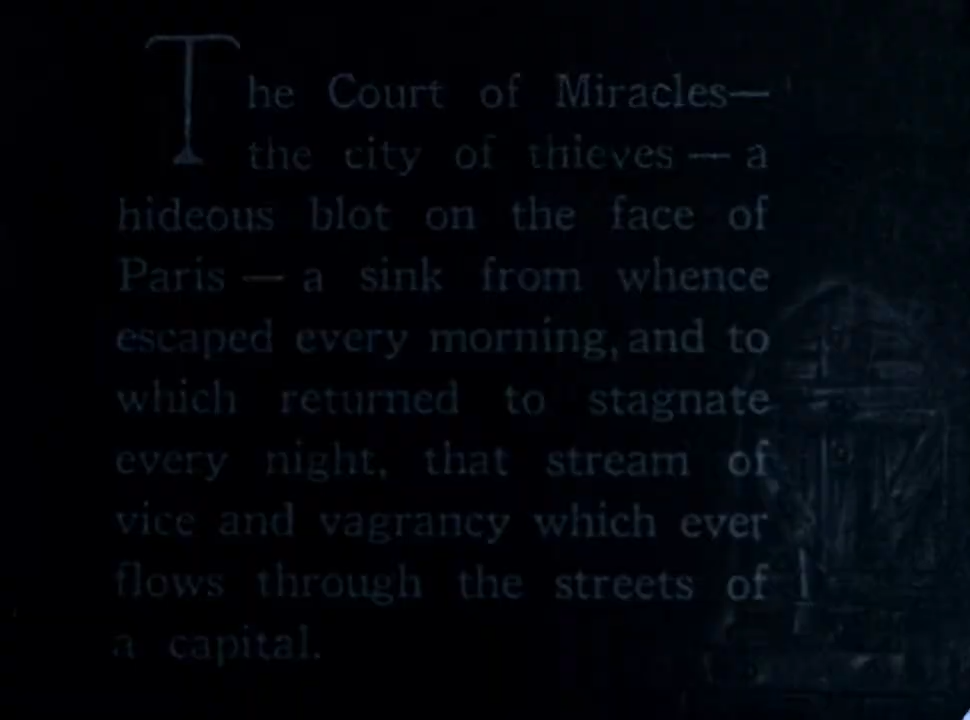 The Court of Miracles—
the city of thieves — a
hideous blot on the face of
Paris — a sink from whence
escaped every morning, and to
which returned to stagnate
every night, that stream of
vice and vagrancy which ever
flows through the streets of
a capital.